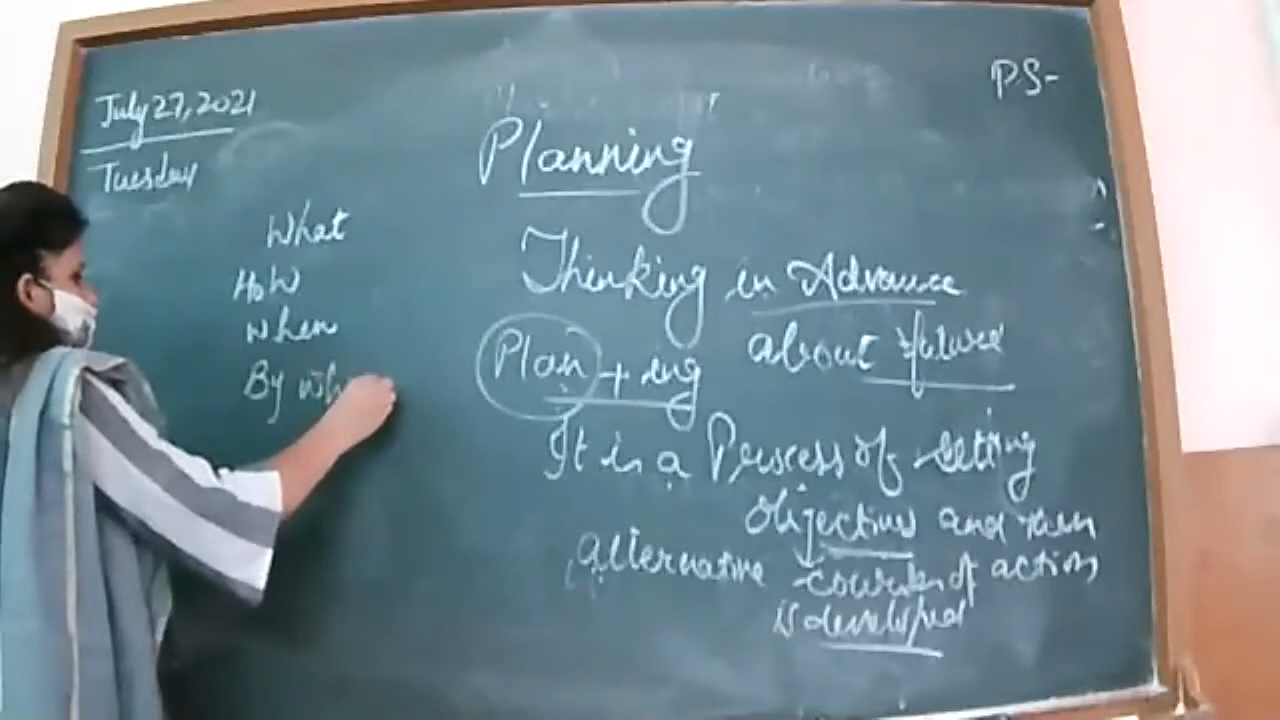 July 27, 2021
Tuesday
PS-
Planning
What
How
When
By Wh
Thinking in Advance
about future
Plan + ing
It is a Process of setting
Objectives and then
alternative courses of action
is developed